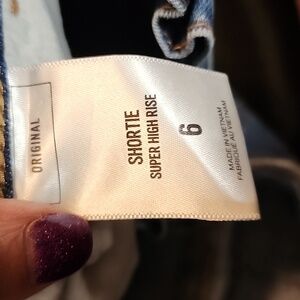 ORIGINAL
SHORTIE
SUPER HIGH RISE
6
MADE IN VIETNAM
FABRIQUÉ AU VIETNAM